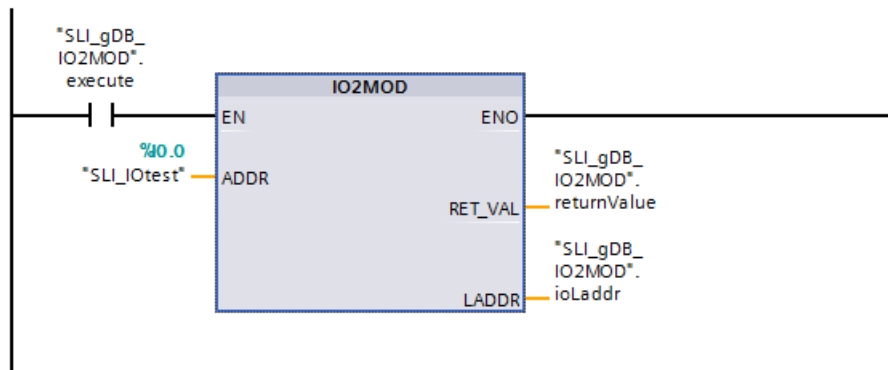 "SLI_gDB_
IO2MOD".
execute
IO2MOD
EN
ENO
%I0.0
"SLI_IOtest"
ADDR
"SLI_gDB_
IO2MOD".
RET_VAL
returnValue
"SLI_gDB_
IO2MOD".
LADDR
ioLaddr